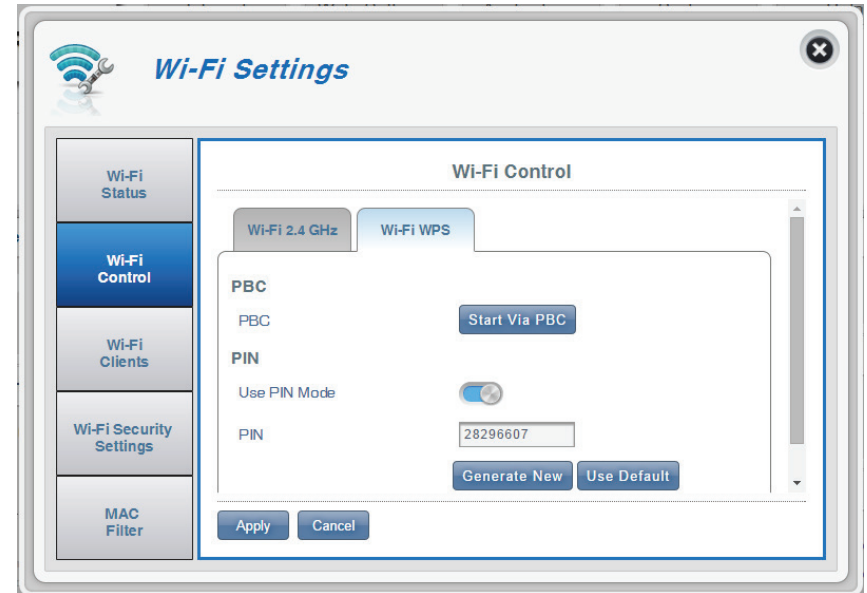 Wi-Fi Settings
Wi-Fi
Status
Wi-Fi
Control
Wi-Fi
Clients
Wi-Fi Security
Settings
MAC
Filter
Wi-Fi Control
Wi-Fi 2.4 GHz
Wi-Fi WPS
PBC
PBC
Start Via PBC
PIN
Use PIN Mode
PIN
28296607
Generate New
Use Default
Apply
Cancel